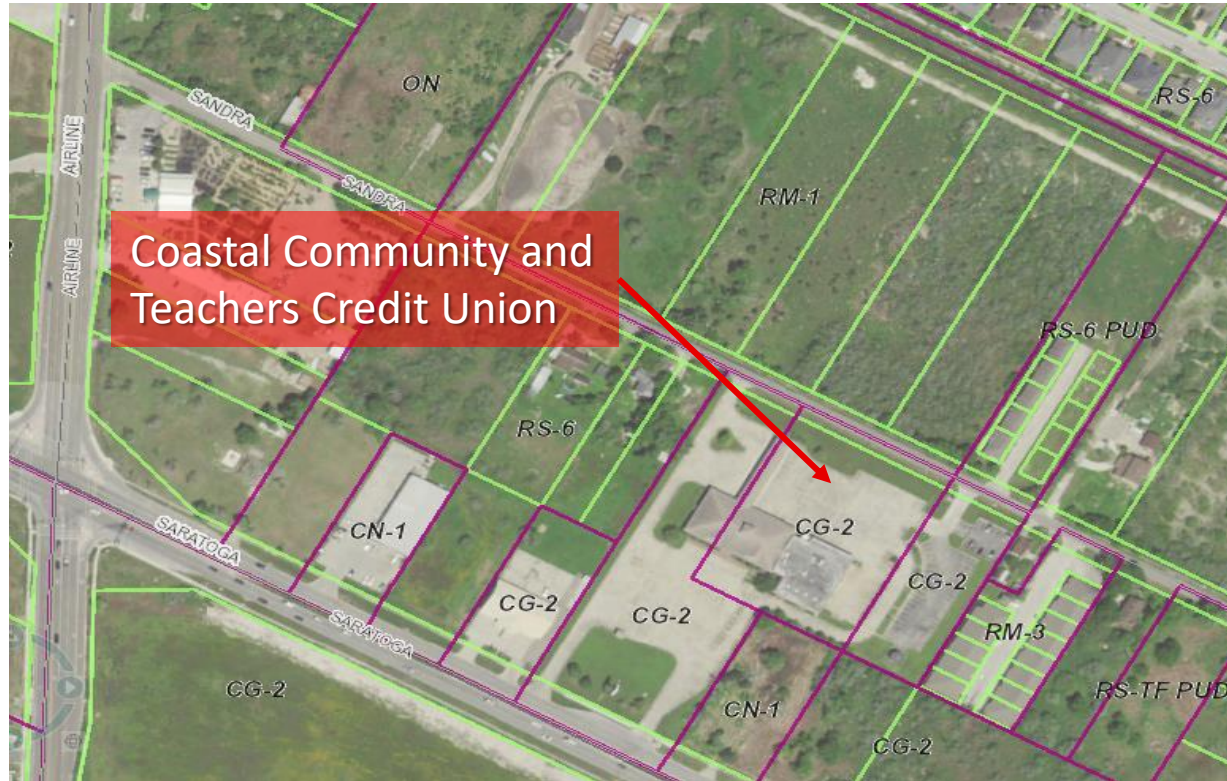 ON
RS-6
SANDRA
AIRLINE
SANDRA
RM-1
AIRLINE
Coastal Community and
Teachers Credit Union
RS-6 PUD
RS-6
CN-1
CG-2
SARATOGA
CG-2
CG-2
CG-2
RM-3
SARATOGA
CG-2
CN-1
RS-TF PUD
CG-2